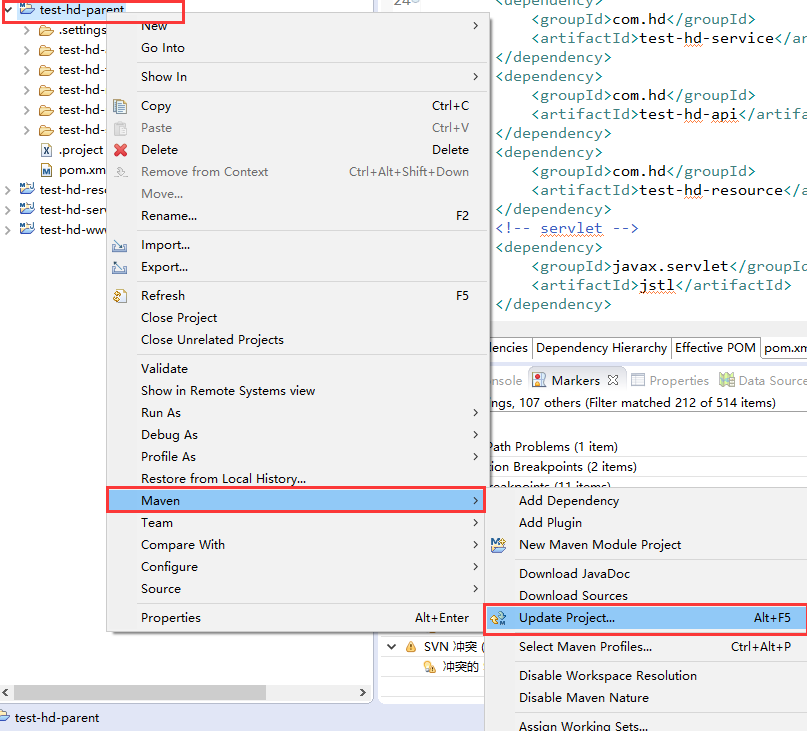 test-hd-parent
.settings
test-hd-
test-hd-
test-hd-
test-hd-
test-hd-
.project
pom.xm
test-hd-res
test-hd-ser
test-hd-www
New
Go Into
Show In
Copy Ctrl+C
Paste Ctrl+V
Delete Delete
Remove from Context Ctrl+Alt+Shift+Down
Move...
Rename... F2
Import...
Export...
Refresh F5
Close Project
Close Unrelated Projects
Validate
Show in Remote Systems view
Run As
Debug As
Profile As
Restore from Local History...
Maven
Team
Compare With
Configure
Source
Properties Alt+Enter
24
<dependency>
<groupId>com.hd</groupId>
<artifactId>test-hd-service</ar
</dependency>
<dependency>
<groupId>com.hd</groupId>
<artifactId>test-hd-api</artifa
</dependency>
<dependency>
<groupId>com.hd</groupId>
<artifactId>test-hd-resource</a
</dependency>
<!-- servlet -->
<dependency>
<groupId>javax.servlet</groupId
<artifactId>jstl</artifactId>
</dependency>
dencies Dependency Hierarchy Effective POM pom.xm
nsole Markers Properties Data Source
ngs, 107 others (Filter matched 212 of 514 items)
Path Problems (1 item)
ion Breakpoints (2 items)
reakpoints (11 items)
Add Dependency
Add Plugin
New Maven Module Project
Download JavaDoc
Download Sources
Update Project... Alt+F5
Select Maven Profiles... Ctrl+Alt+P
Disable Workspace Resolution
Disable Maven Nature
Assign Working Sets...
SVN 冲突 (
冲突的
test-hd-parent